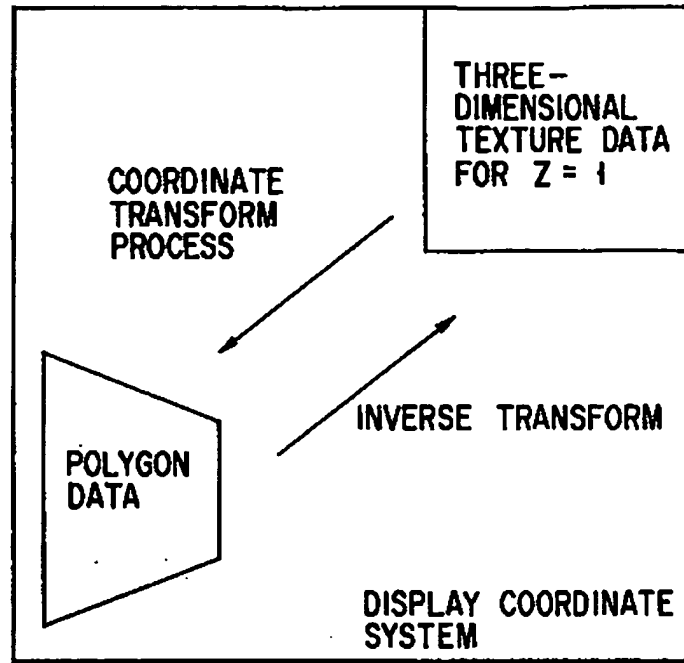 THREE-
DIMENSIONAL
TEXTURE DATA
FOR Z = 1
COORDINATE
TRANSFORM
PROCESS
INVERSE TRANSFORM
POLYGON
DATA
DISPLAY COORDINATE
SYSTEM